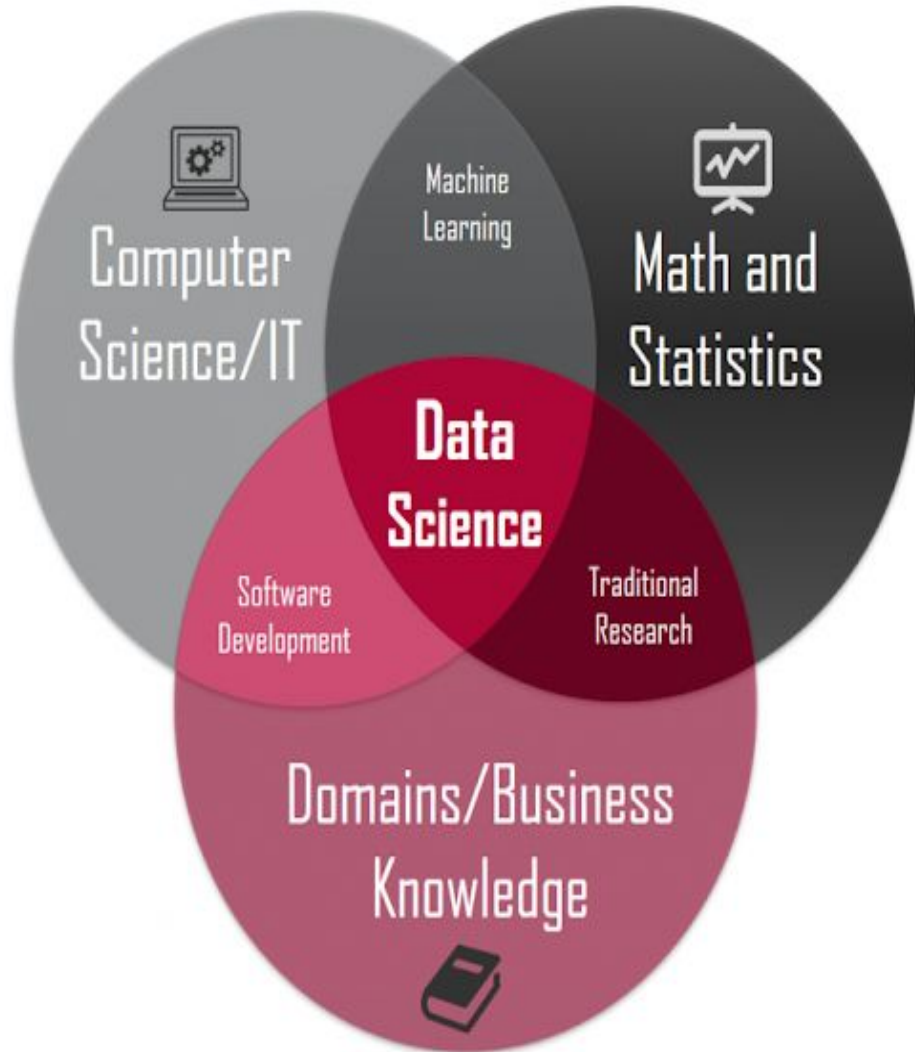 Machine
Learning
Computer
Science/IT
Math and
Statistics
Data
Science
Software
Development
Traditional
Research
Domains/Business
Knowledge